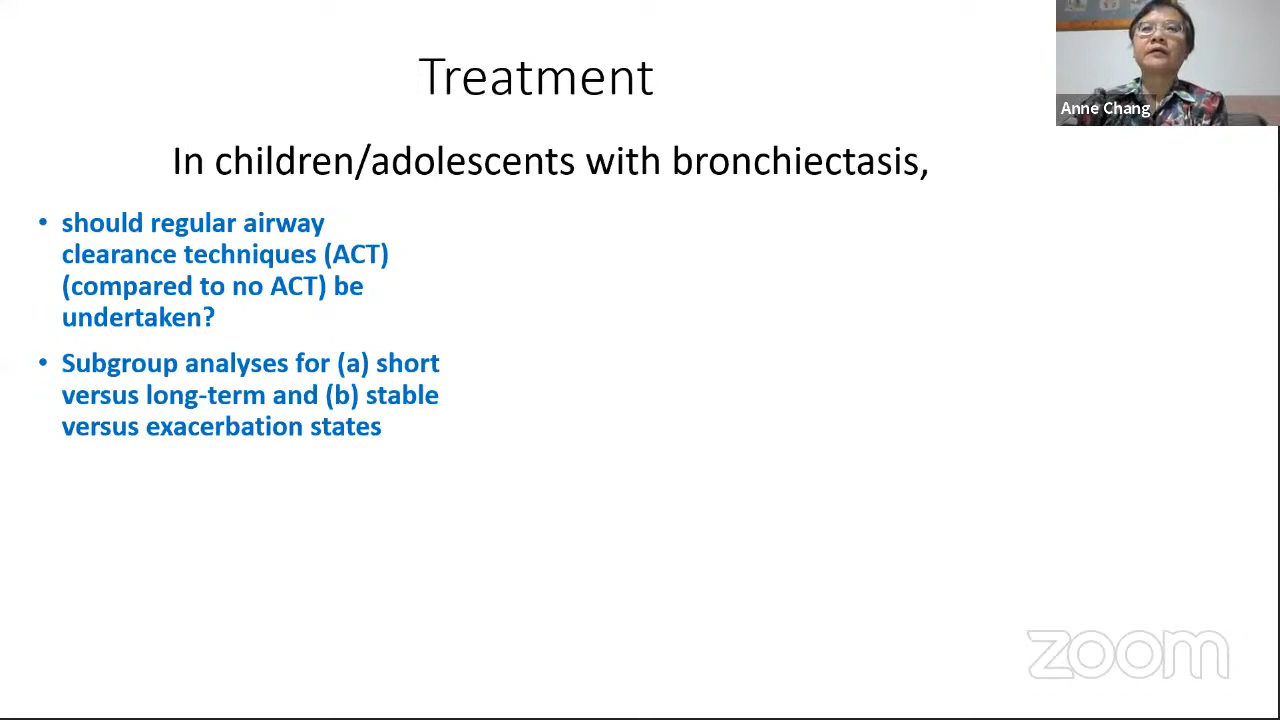 Treatment
Anne Chang
In children/adolescents with bronchiectasis,
• should regular airway
clearance techniques (ACT)
(compared to no ACT) be
undertaken?
• Subgroup analyses for (a) short
versus long-term and (b) stable
versus exacerbation states
zoom